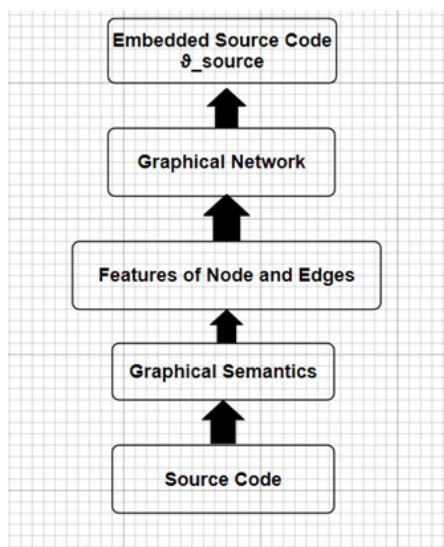 Embedded Source Code
ϑ_source
Graphical Network
Features of Node and Edges
Graphical Semantics
Source Code